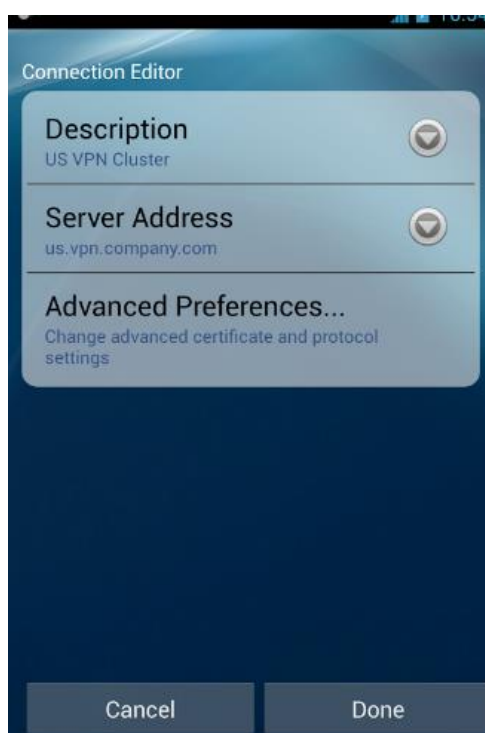 Connection Editor
Description
US VPN Cluster
Server Address
us.vpn.company.com
Advanced Preferences...
Change advanced certificate and protocol
settings
Cancel
Done